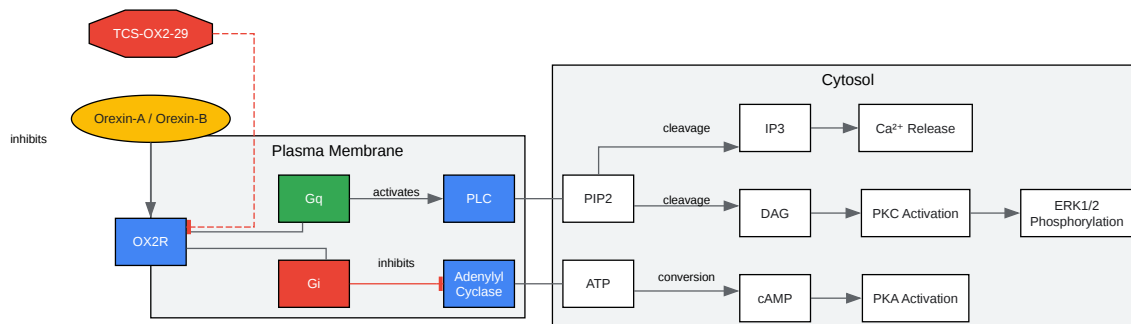 TCS-OX2-29
Orexin-A / Orexin-B
inhibits
Plasma Membrane
Gq
activates
PLC
OX2R
Gi
inhibits
Adenylyl
Cyclase
Cytosol
PIP2
cleavage
IP3
Ca²⁺ Release
cleavage
DAG
PKC Activation
ERK1/2
Phosphorylation
ATP
conversion
cAMP
PKA Activation